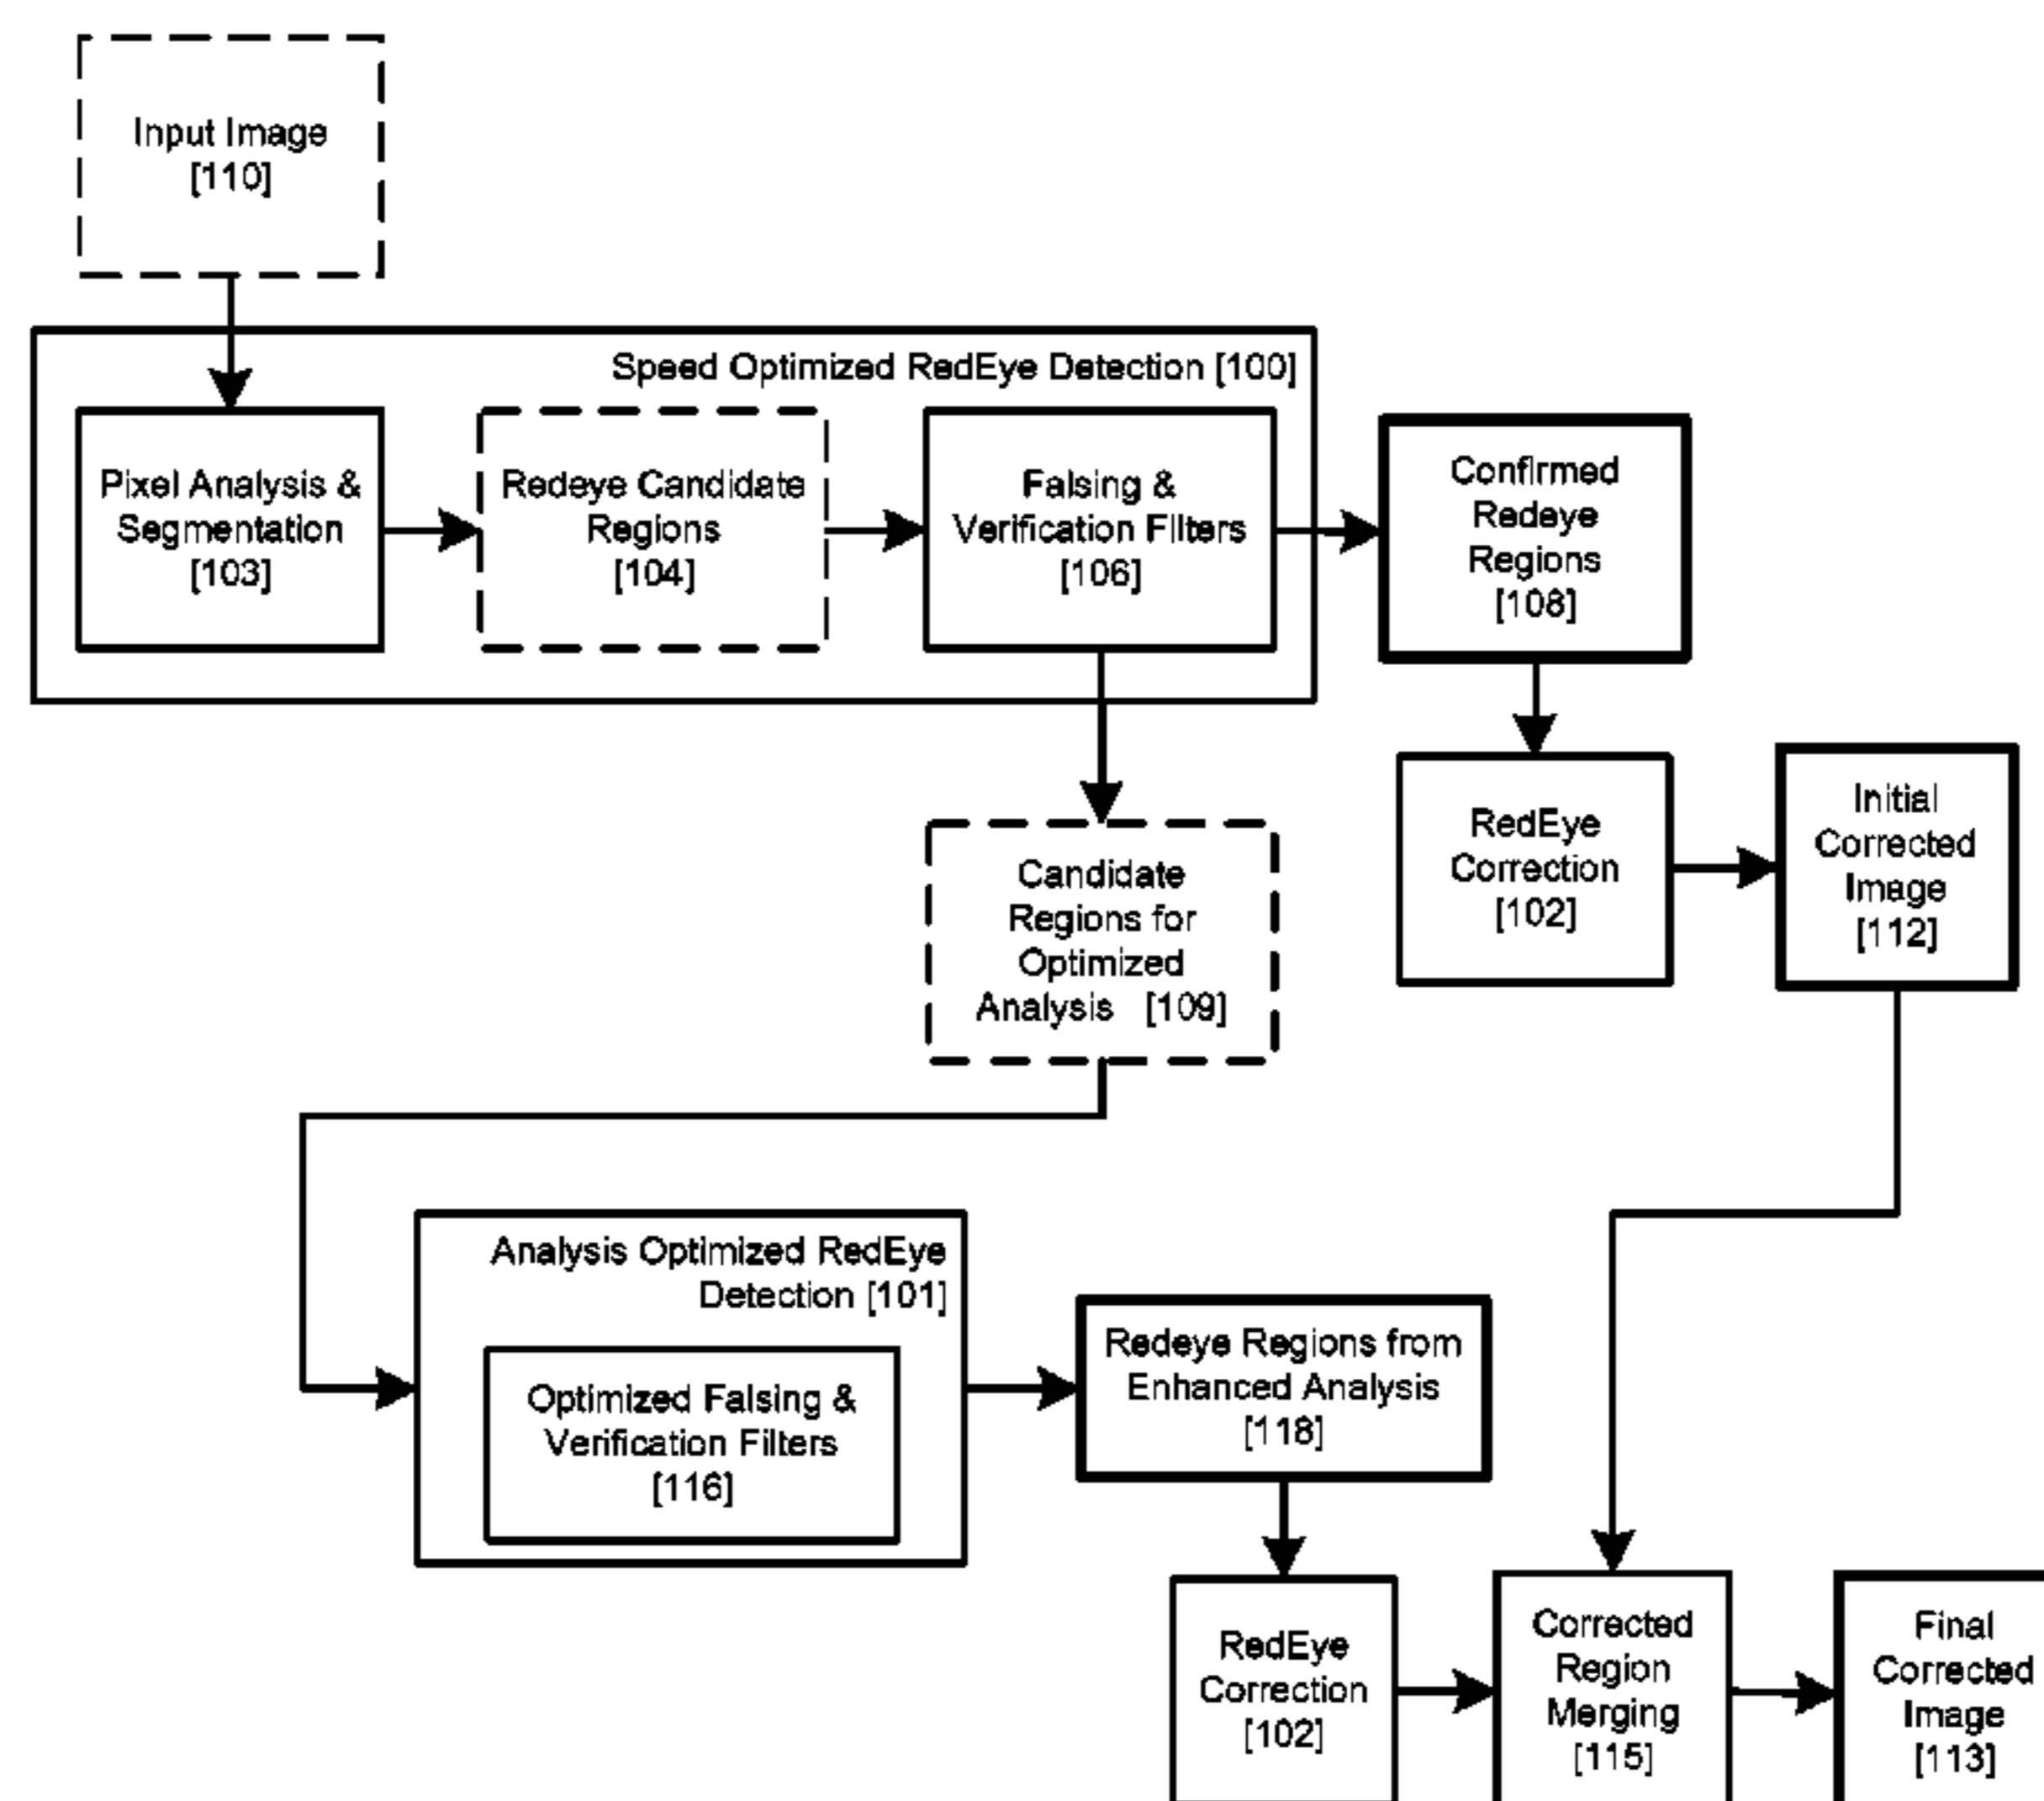 Input Image
[110]
Speed Optimized RedEye Detection [100]
Pixel Analysis &
Segmentation
[103]
Redeye Candidate
Regions
[104]
Falsing &
Verification Filters
[106]
Confirmed
Redeye
Regions
[108]
RedEye
Correction
[102]
Initial
Corrected
Image
[112]
Candidate
Regions for
Optimized
Analysis [109]
Analysis Optimized RedEye
Detection [101]
Optimized Falsing &
Verification Filters
[116]
Redeye Regions from
Enhanced Analysis
[118]
RedEye
Correction
[102]
Corrected
Region
Merging
[115]
Final
Corrected
Image
[113]